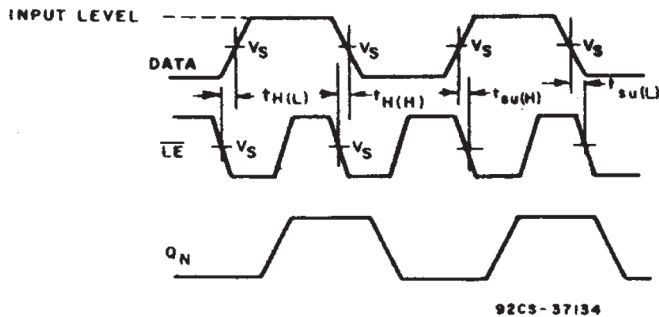 INPUT LEVEL
VS VS VS VS
DATA
tH(L) tH(H) tsu(H) tsu(L)
LE VS VS
QN
92CS-37134